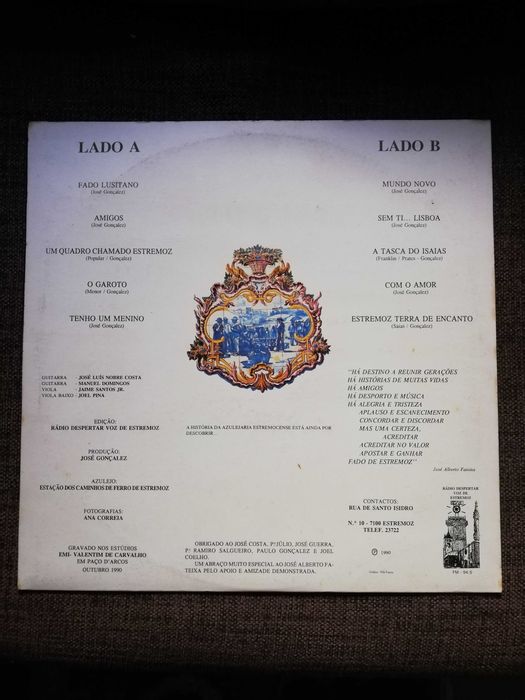 LADO A
FADO LUSITANO
(José Gonçalez)
AMIGOS
(José Gonçalez)
UM QUADRO CHAMADO ESTREMOZ
(Popular / Gonçalez)
O GAROTO
(Menor / Gonçalez)
TENHO UM MENINO
(José Gonçalez)
GUITARRA - JOSÉ LUÍS NOBRE COSTA
GUITARRA - MANUEL DOMINGOS
VIOLA - JAIME SANTOS JR.
VIOLA BAIXO - JOEL PINA
EDIÇÃO:
RÁDIO DESPERTAR VOZ DE ESTREMOZ
PRODUÇÃO:
JOSÉ GONÇALEZ
AZULEJO:
ESTAÇÃO DOS CAMINHOS DE FERRO DE ESTREMOZ
FOTOGRAFIAS:
ANA CORREIA
GRAVADO NOS ESTÚDIOS
EMI- VALENTIM DE CARVALHO
EM PAÇO D'ARCOS
OUTUBRO 1990
A HISTÓRIA DA AZULEJARIA ESTREMOCENSE ESTÁ AINDA POR
DESCOBRIR...
OBRIGADO AO JOSÉ COSTA, P.e JÚLIO, JOSÉ GUERRA,
P.e RAMIRO SALGUEIRO, PAULO GONÇALEZ E JOEL
COELHO.
UM ABRAÇO MUITO ESPECIAL AO JOSÉ ALBERTO FA-
TEIXA PELO APOIO E AMIZADE DEMONSTRADA.
LADO B
MUNDO NOVO
(José Gonçalez)
SEM TI... LISBOA
(José Gonçalez)
A TASCA DO ISAIAS
(Franklin / Prates - Gonçalez)
COM O AMOR
(José Gonçalez)
ESTREMOZ TERRA DE ENCANTO
(Saias / Gonçalez)
"HÁ DESTINO A REUNIR GERAÇÕES
HÁ HISTÓRIAS DE MUITAS VIDAS
HÁ AMIGOS
HÁ DESPORTO E MÚSICA
HÁ ALEGRIA E TRISTEZA
APLAUSO E ESCANECIMENTO
CONCORDAR E DISCORDAR
MAS UMA CERTEZA,
ACREDITAR
ACREDITAR NO VALOR
APOSTAR E GANHAR
FADO DE ESTREMOZ"
José Alberto Fateixa
CONTACTOS:
RUA DE SANTO ISIDRO
N.º 10 - 7100 ESTREMOZ
TELEF. 23722
℗ 1990
RÁDIO DESPERTAR
VOZ DE
ESTREMOZ